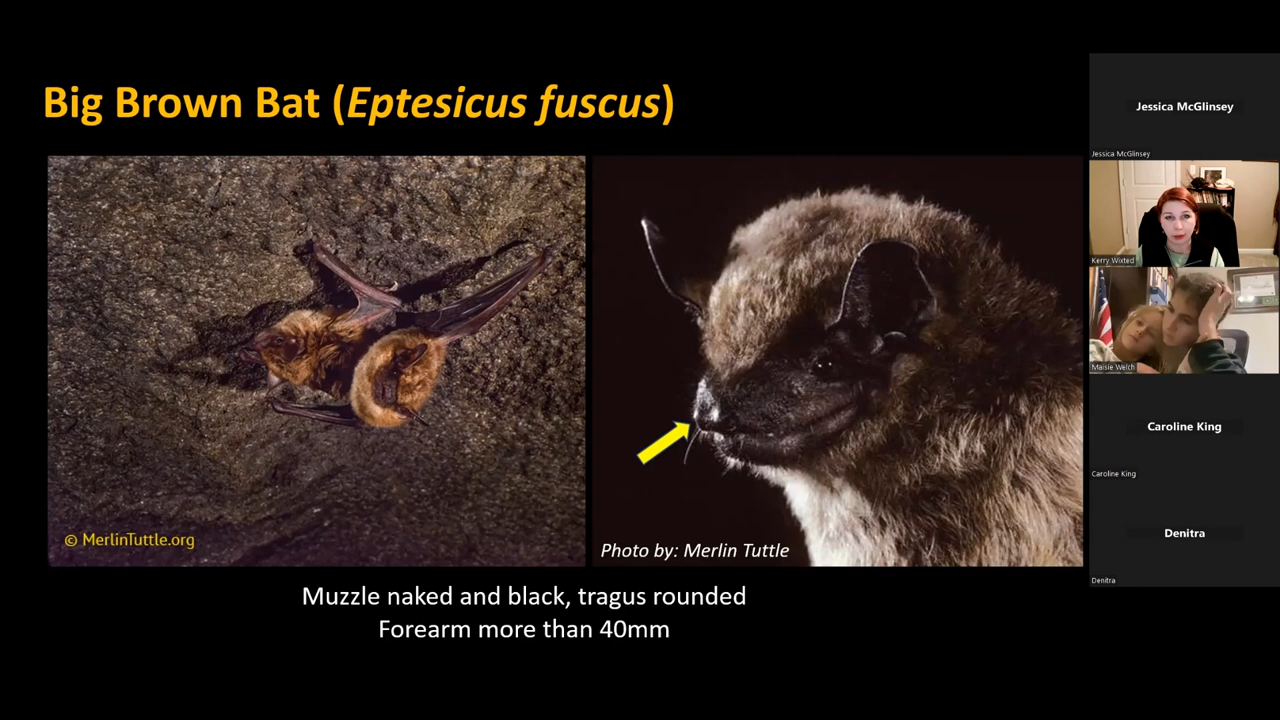 Big Brown Bat (Eptesicus fuscus)
© MerlinTuttle.org
Photo by: Merlin Tuttle
Muzzle naked and black, tragus rounded
Forearm more than 40mm
Jessica McGlinsey
Jessica McGlinsey
Kerry Wixted
Maisie Welch
Caroline King
Caroline King
Denitra
Denitra